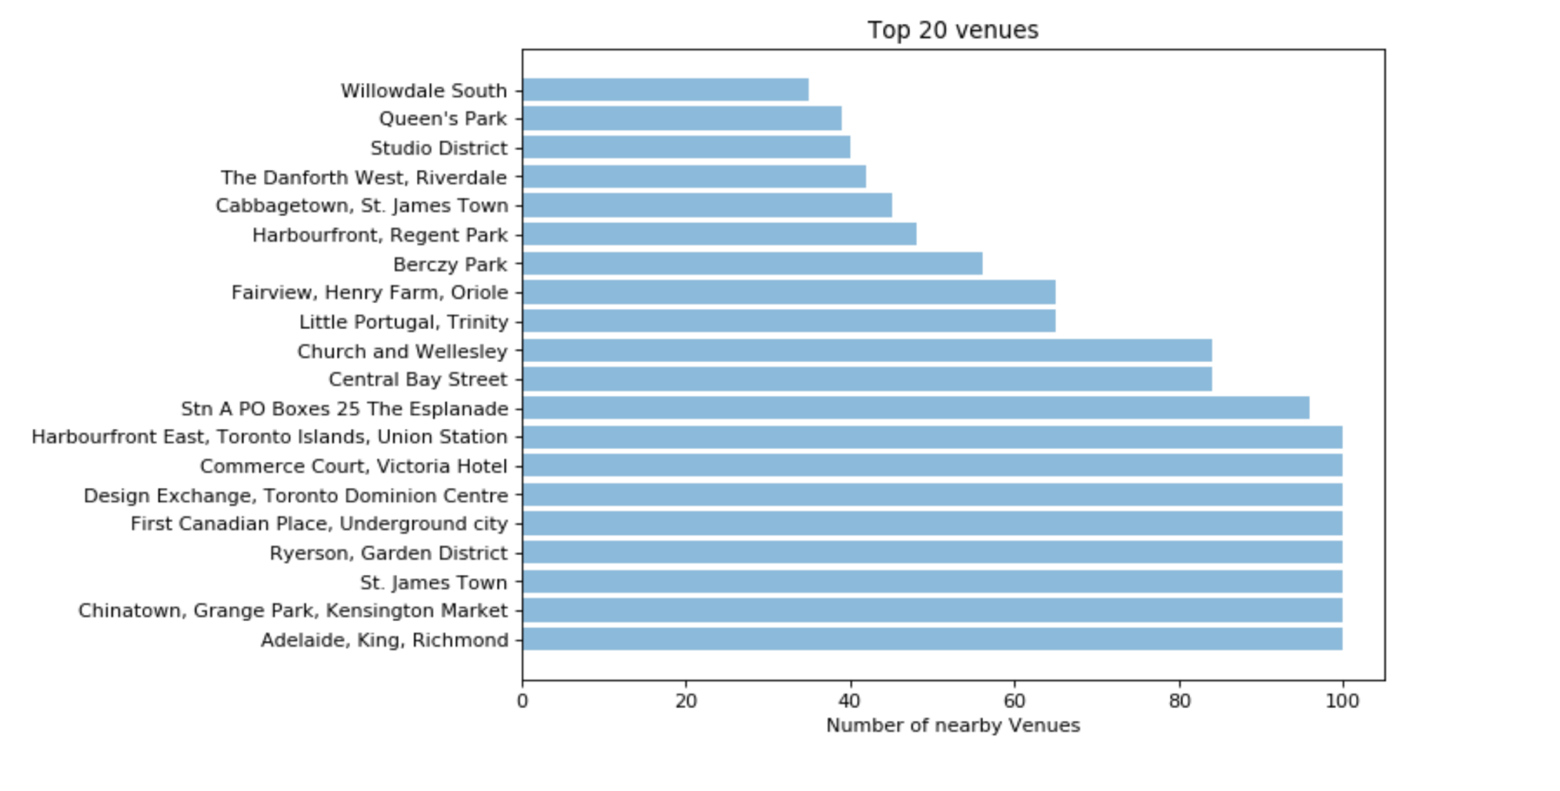 Top 20 venues
Willowdale South
Queen's Park
Studio District
The Danforth West, Riverdale
Cabbagetown, St. James Town
Harbourfront, Regent Park
Berczy Park
Fairview, Henry Farm, Oriole
Little Portugal, Trinity
Church and Wellesley
Central Bay Street
Stn A PO Boxes 25 The Esplanade
Harbourfront East, Toronto Islands, Union Station
Commerce Court, Victoria Hotel
Design Exchange, Toronto Dominion Centre
First Canadian Place, Underground city
Ryerson, Garden District
St. James Town
Chinatown, Grange Park, Kensington Market
Adelaide, King, Richmond
0 20 40 60 80 100
Number of nearby Venues